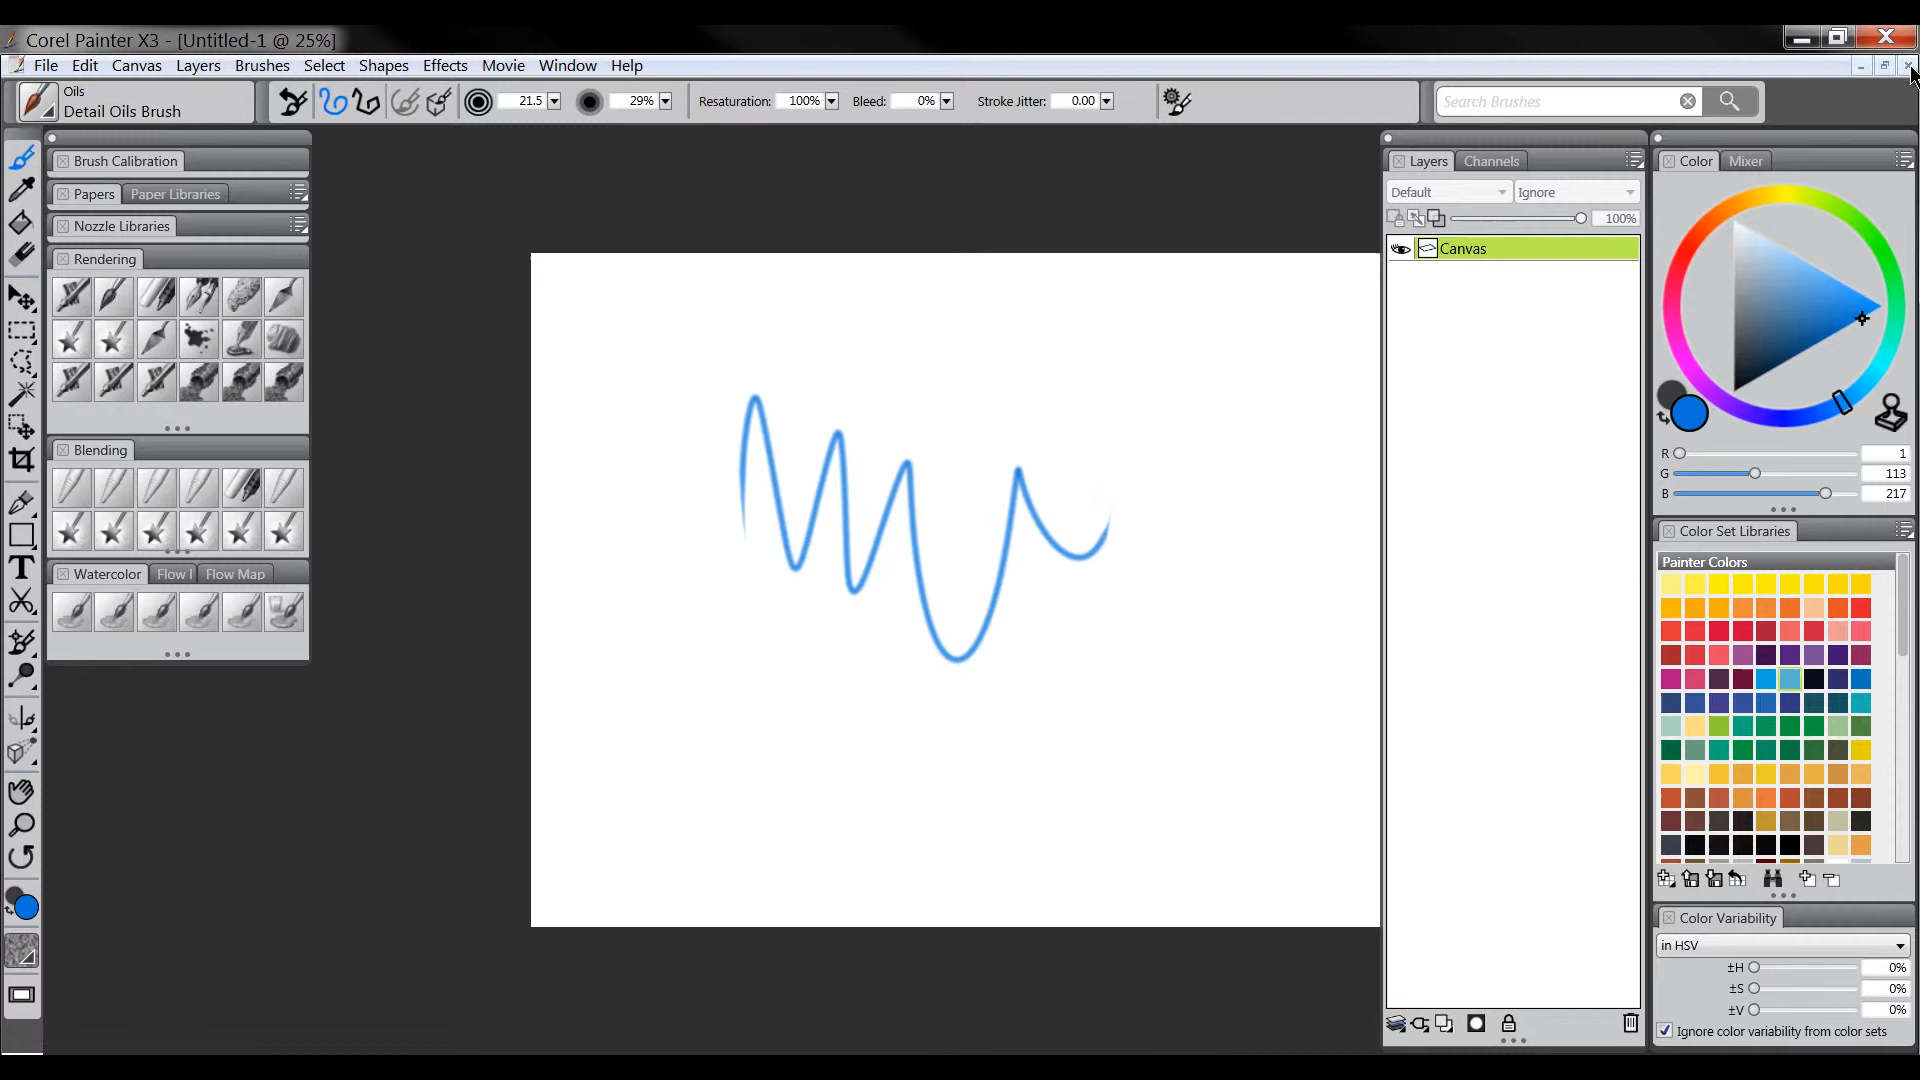 Corel Painter X3 - [Untitled-1 @ 25%]
File Edit Canvas Layers Brushes Select Shapes Effects Movie Window Help
Oils
Detail Oils Brush
21.5 29% Resaturation: 100% Bleed: 0% Stroke Jitter: 0.00 Search Brushes
Brush Calibration
Papers Paper Libraries
Nozzle Libraries
Rendering
Blending
Watercolor Flow I Flow Map
Layers Channels
Default Ignore
100%
Canvas
Color Mixer
R 1
G 113
B 217
Color Set Libraries
Painter Colors
Color Variability
in HSV
±H 0%
±S 0%
±V 0%
Ignore color variability from color sets